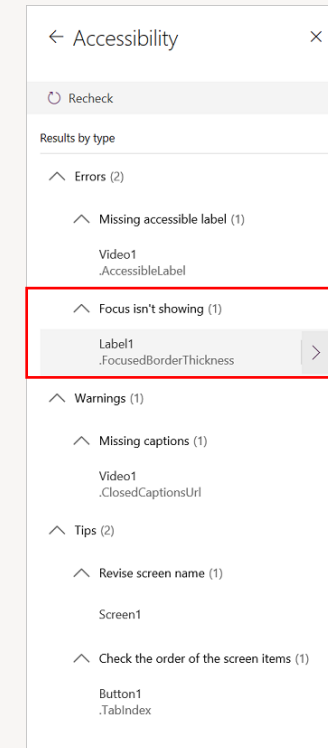 Accessibility
Recheck
Results by type
Errors (2)
Missing accessible label (1)
Video1
.AccessibleLabel
Focus isn't showing (1)
Label1
.FocusedBorderThickness
Warnings (1)
Missing captions (1)
Video1
.ClosedCaptionsUrl
Tips (2)
Revise screen name (1)
Screen1
Check the order of the screen items (1)
Button1
.TabIndex